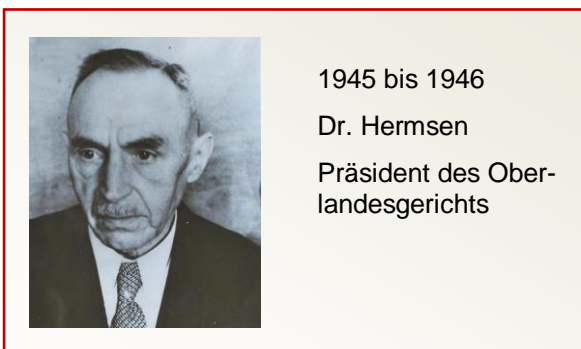 1945 bis 1946
Dr. Hermsen
Präsident des Ober-
landesgerichts